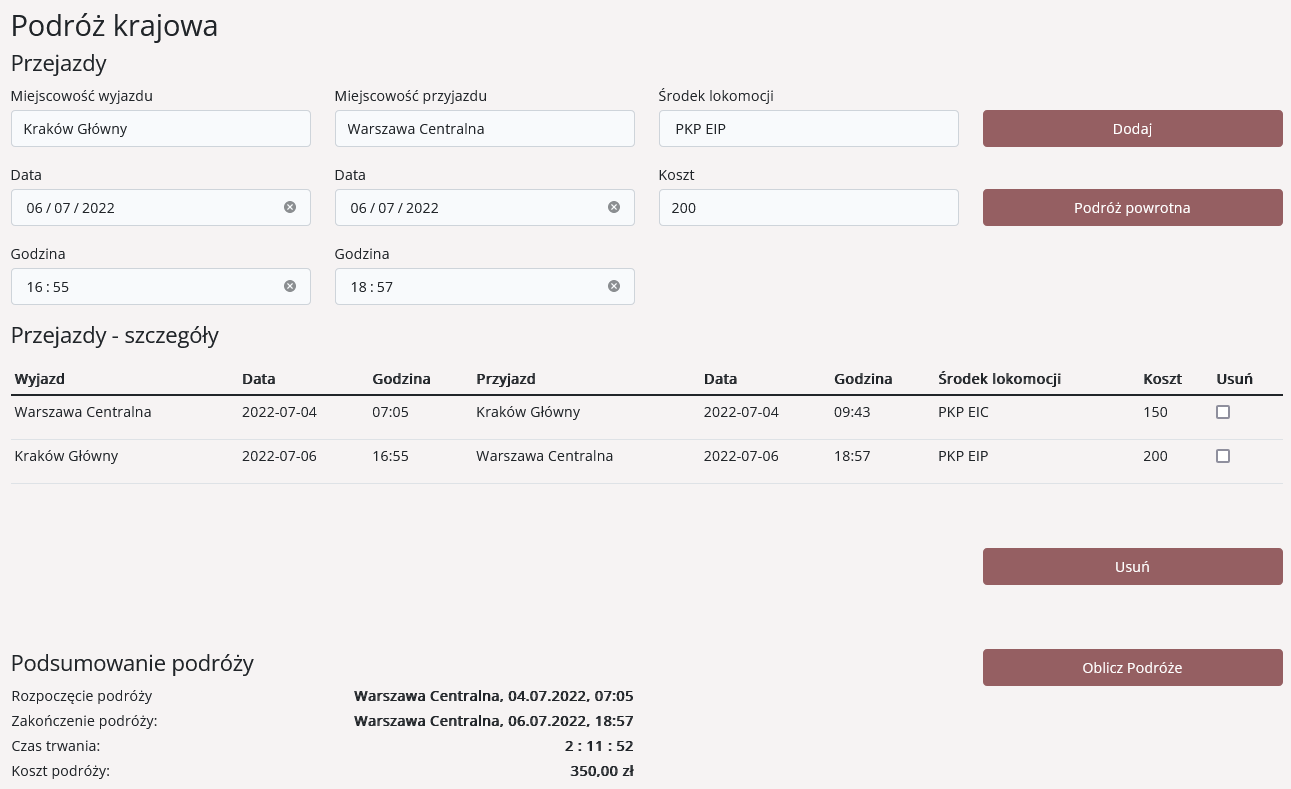 Podróż krajowa
Przejazdy
Miejscowość wyjazdu Miejscowość przyjazdu Środek lokomocji
Kraków Główny Warszawa Centralna PKP EIP Dodaj
Data Data Koszt
06 / 07 / 2022 06 / 07 / 2022 200 Podróż powrotna
Godzina Godzina
16 : 55 18 : 57
Przejazdy - szczegóły
Wyjazd Data Godzina Przyjazd Data Godzina Środek lokomocji Koszt Usuń
Warszawa Centralna 2022-07-04 07:05 Kraków Główny 2022-07-04 09:43 PKP EIC 150
Kraków Główny 2022-07-06 16:55 Warszawa Centralna 2022-07-06 18:57 PKP EIP 200
Usuń
Podsumowanie podróży Oblicz Podróże
Rozpoczęcie podróży Warszawa Centralna, 04.07.2022, 07:05
Zakończenie podróży: Warszawa Centralna, 06.07.2022, 18:57
Czas trwania: 2 : 11 : 52
Koszt podróży: 350,00 zł